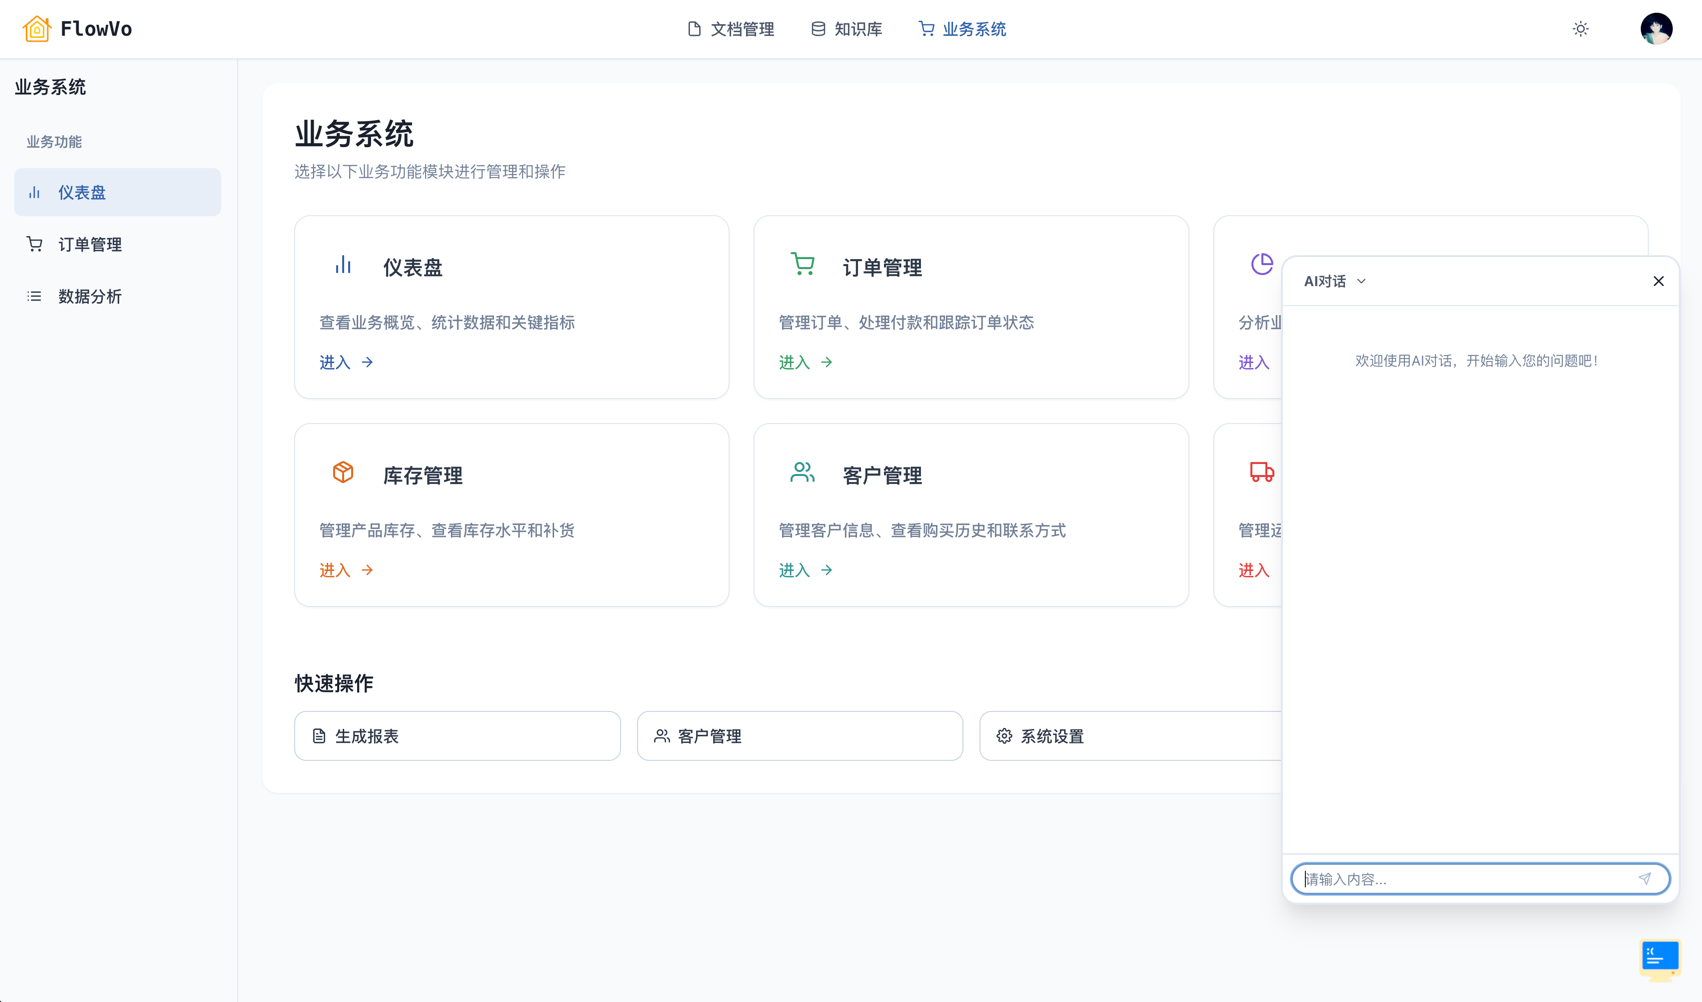 FlowVo
文档管理
知识库
业务系统
业务系统
业务功能
仪表盘
订单管理
数据分析
业务系统
选择以下业务功能模块进行管理和操作
仪表盘
查看业务概览、统计数据和关键指标
进入
订单管理
管理订单、处理付款和跟踪订单状态
进入
分析业
进入
库存管理
管理产品库存、查看库存水平和补货
进入
客户管理
管理客户信息、查看购买历史和联系方式
进入
管理运
进入
快速操作
生成报表
客户管理
系统设置
AI对话
欢迎使用AI对话，开始输入您的问题吧！
请输入内容...